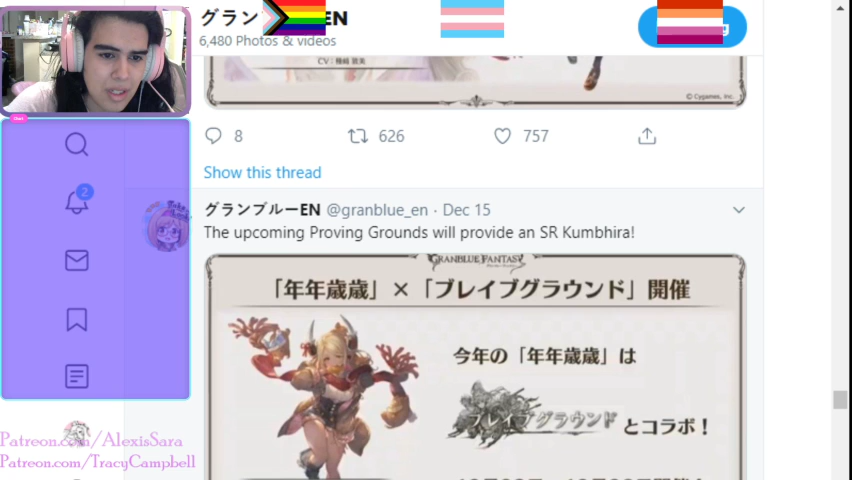 グラン EN
6,480 Photos & videos
CV：
© Cygames, Inc.
8 626 757
Show this thread
グランブルーEN @granblue_en · Dec 15
The upcoming Proving Grounds will provide an SR Kumbhira!
GRANBLUE FANTASY
「年年歳歳」×「ブレイブグラウンド」開催
今年の「年年歳歳」は
ブレイブグラウンド とコラボ！
Chat
2
Patreon.com/AlexisSara
Patreon.com/TracyCampbell